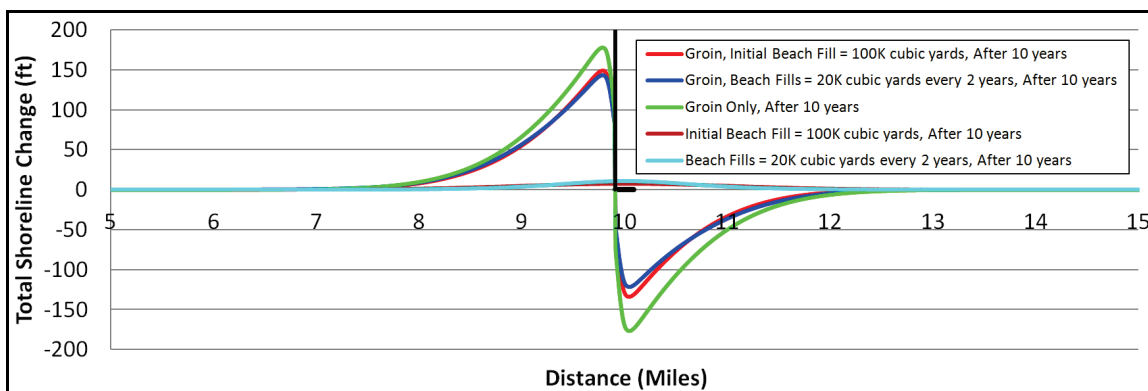 Total Shoreline Change (ft)
200
150
100
50
0
-50
-100
-150
-200
Groin, Initial Beach Fill = 100K cubic yards, After 10 years
Groin, Beach Fills = 20K cubic yards every 2 years, After 10 years
Groin Only, After 10 years
Initial Beach Fill = 100K cubic yards, After 10 years
Beach Fills = 20K cubic yards every 2 years, After 10 years
5 6 7 8 9 10 11 12 13 14 15
Distance (Miles)